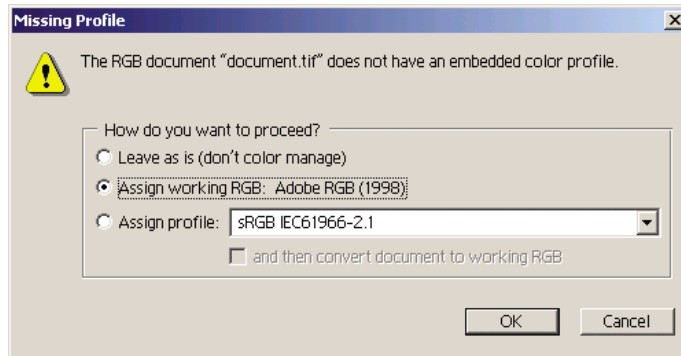 Missing Profile
The RGB document “document.tif” does not have an embedded color profile.
How do you want to proceed?
Leave as is (don't color manage)
Assign working RGB: Adobe RGB (1998)
Assign profile: sRGB IEC61966-2.1
and then convert document to working RGB
OK Cancel